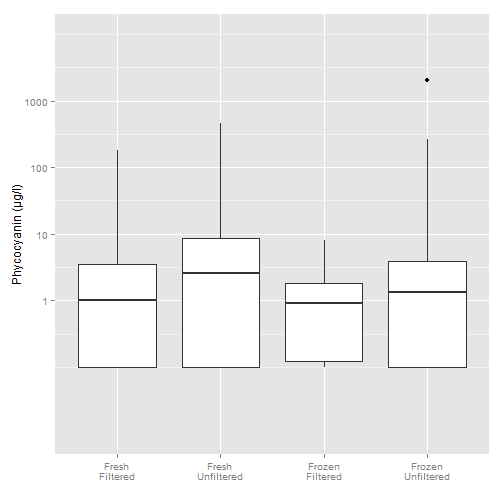 Phycocyanin (µg/l)
1000
100
10
1
Fresh
Filtered
Fresh
Unfiltered
Frozen
Filtered
Frozen
Unfiltered